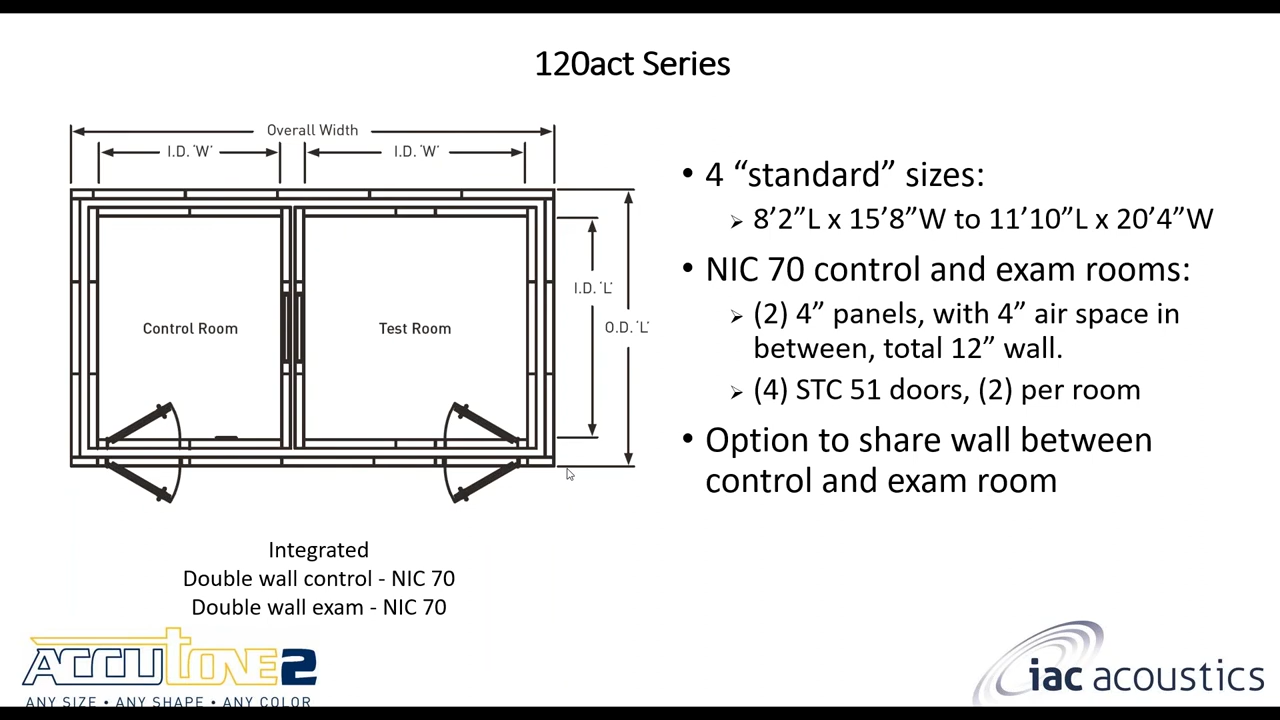 120act Series
Overall Width
I.D. 'W'
I.D. 'W'
I.D. 'L'
O.D. 'L'
Control Room
Test Room
Integrated
Double wall control - NIC 70
Double wall exam - NIC 70
• 4 “standard” sizes:
➢ 8’2”L x 15’8”W to 11’10”L x 20’4”W
• NIC 70 control and exam rooms:
➢ (2) 4” panels, with 4” air space in
between, total 12” wall.
➢ (4) STC 51 doors, (2) per room
• Option to share wall between
control and exam room
ACCUTONE2
ANY SIZE • ANY SHAPE • ANY COLOR
iac acoustics